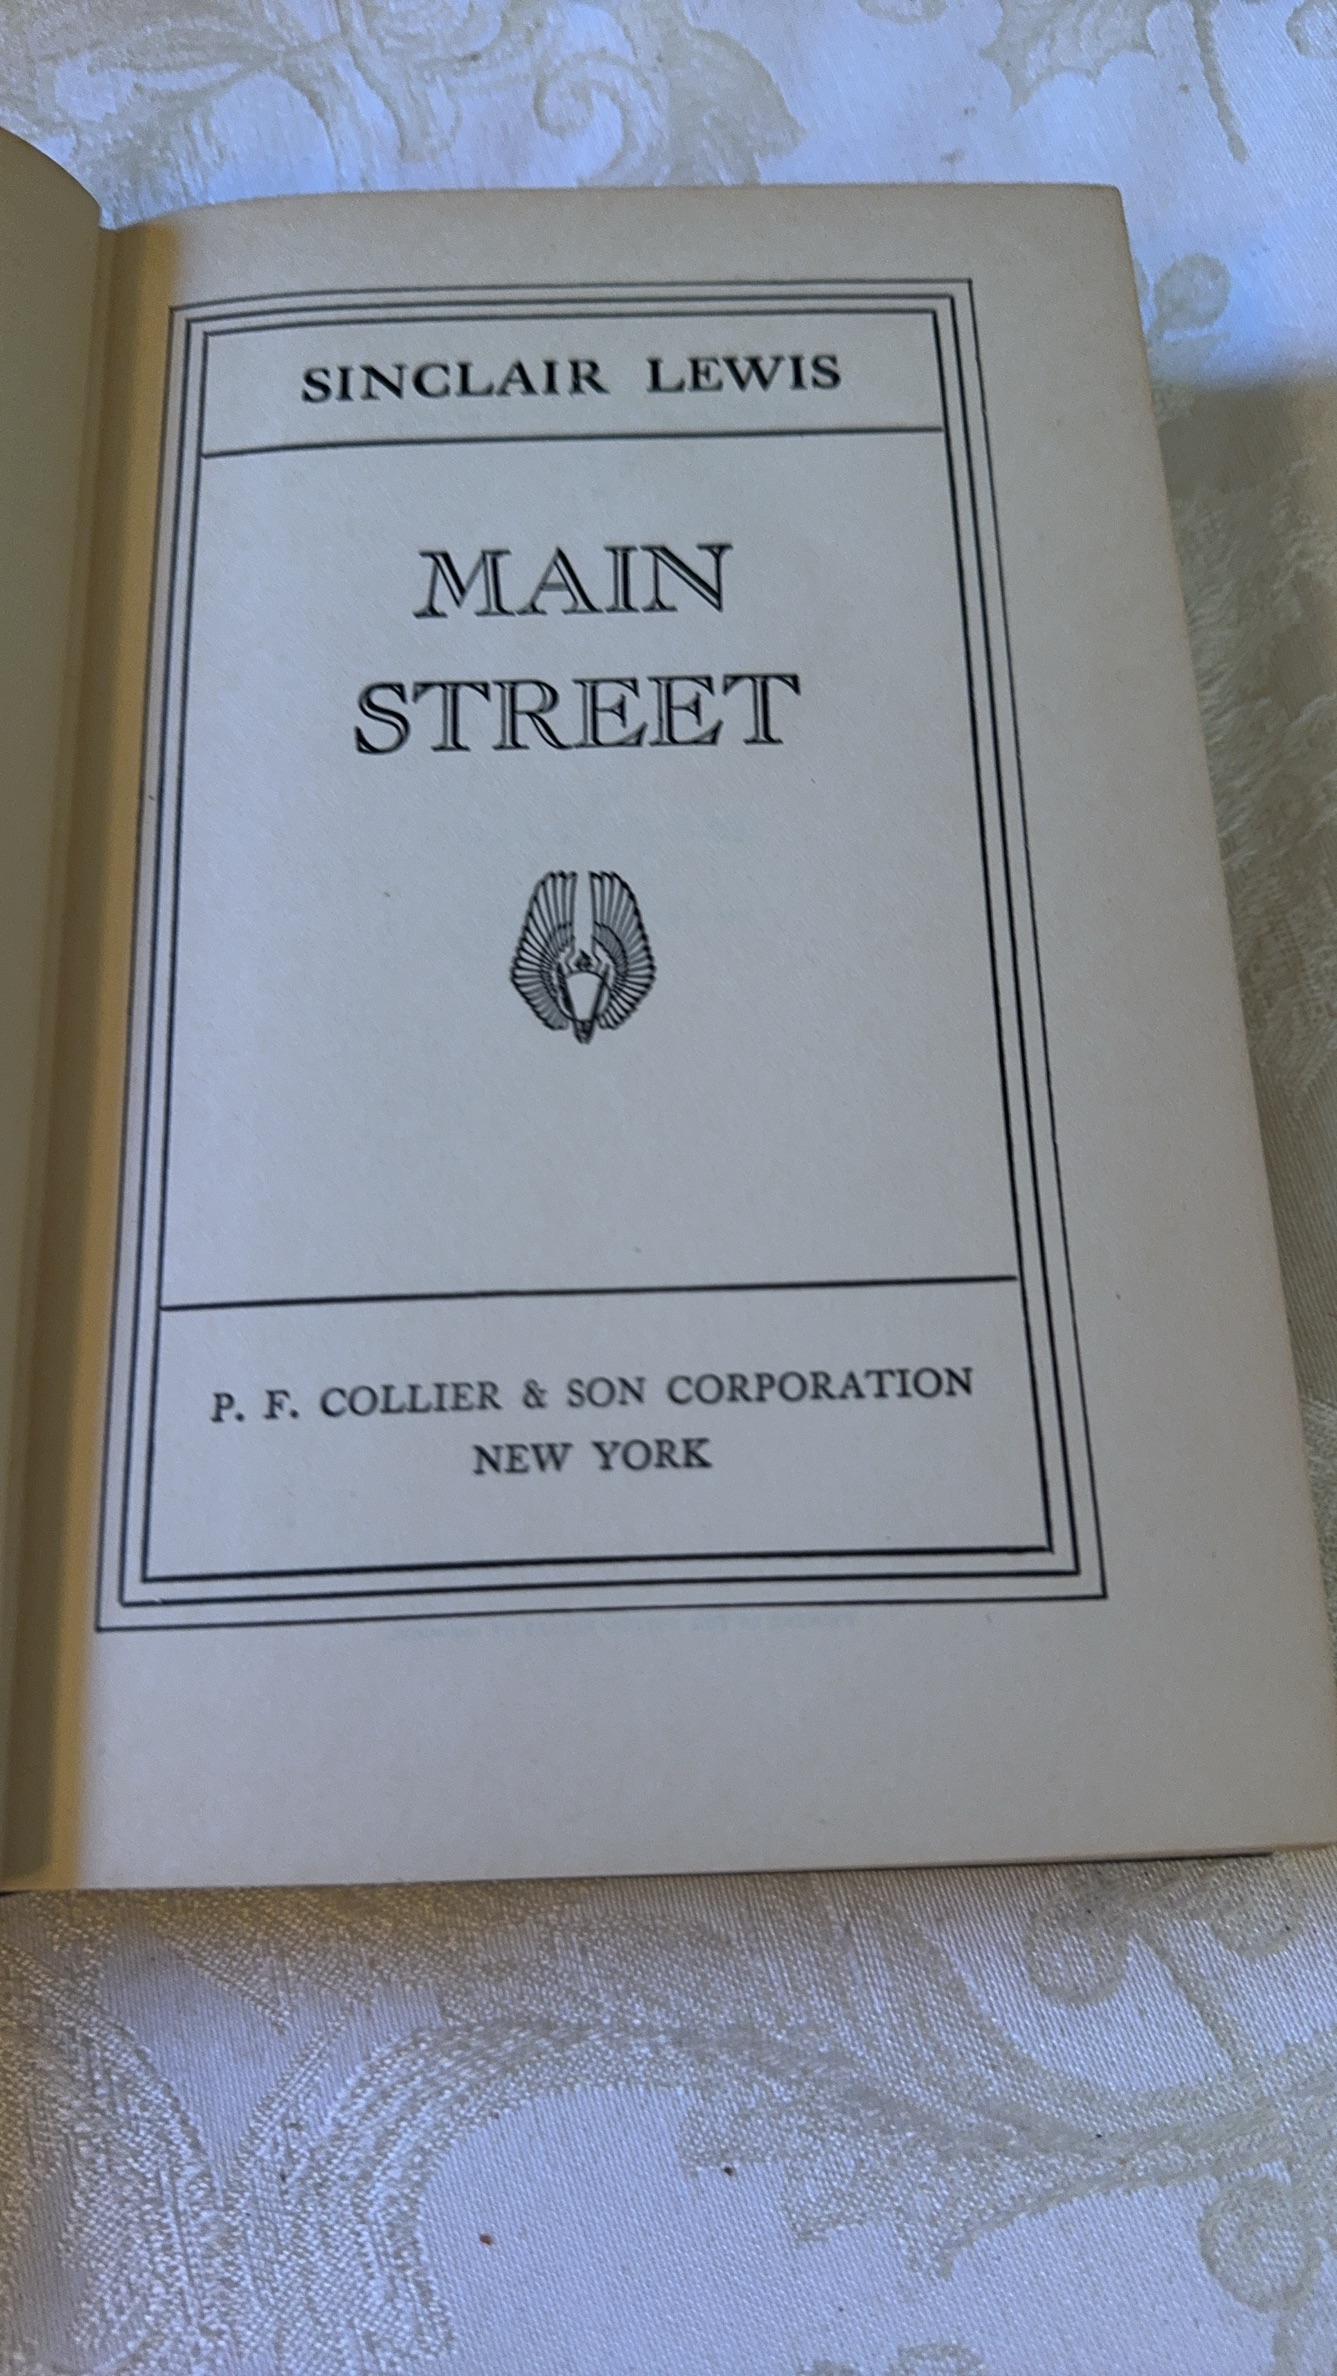 SINCLAIR LEWIS
MAIN
STREET
P. F. COLLIER & SON CORPORATION
NEW YORK